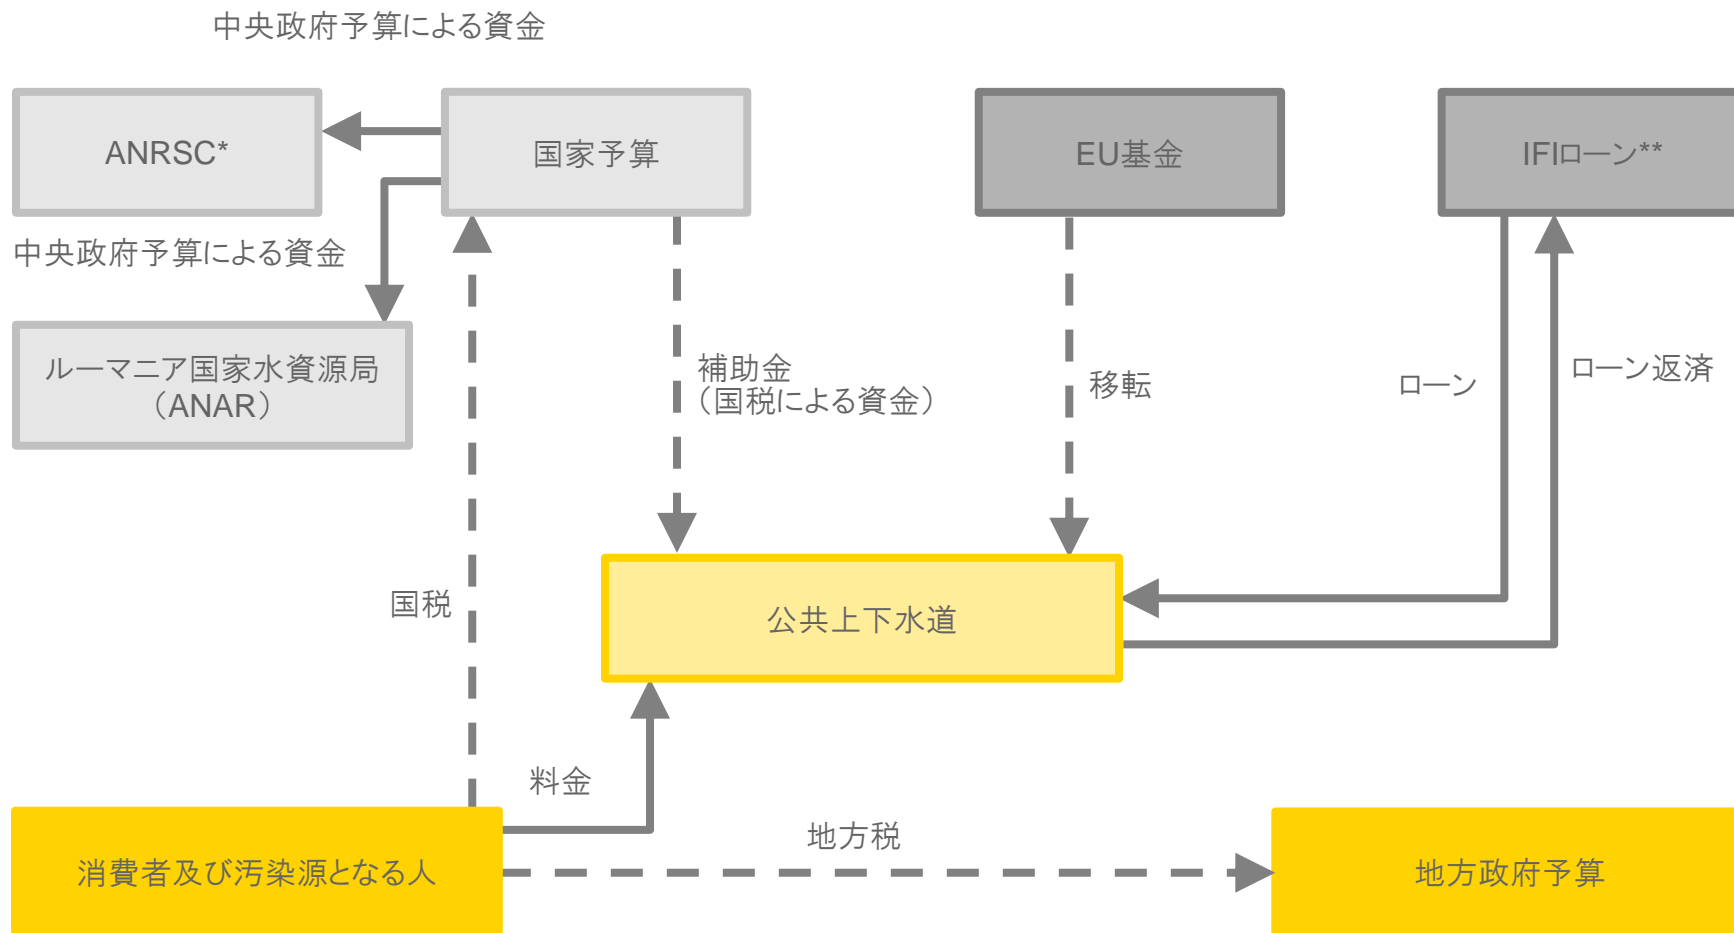 中央政府予算による資金
ANRSC*
国家予算
EU基金
IFIローン**
中央政府予算による資金
ルーマニア国家水資源局
（ANAR）
補助金
（国税による資金）
移転
ローン
ローン返済
国税
公共上下水道
料金
地方税
消費者及び汚染源となる人
地方政府予算